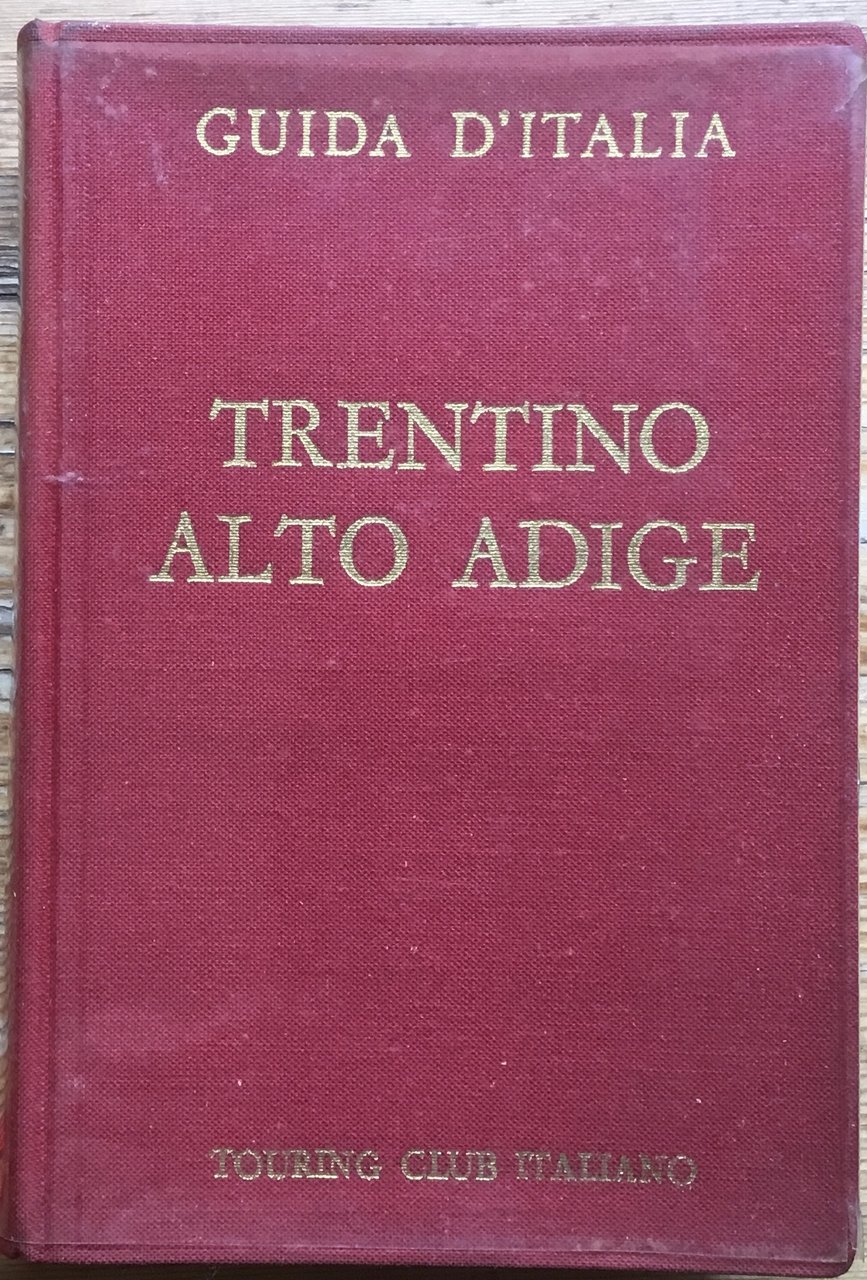 GUIDA D'ITALIA
TRENTINO
ALTO ADIGE
TOURING CLUB ITALIANO